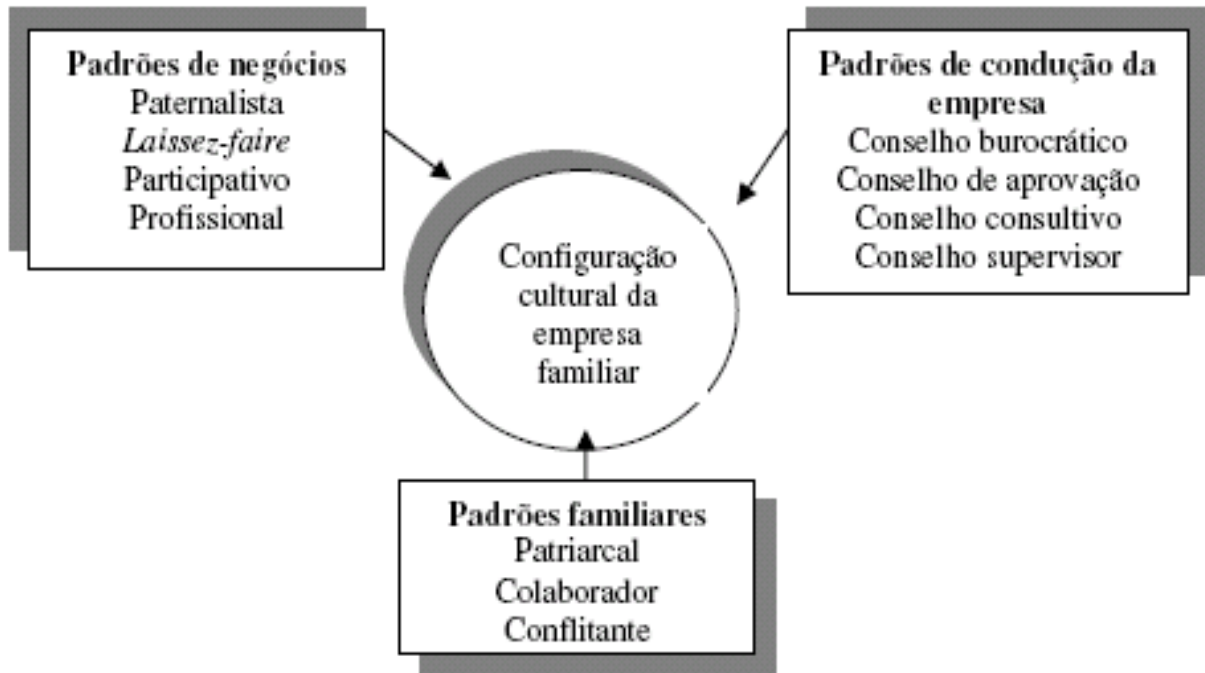 Padrões de negócios
Paternalista
Laissez-faire
Participativo
Profissional
Padrões de condução da
empresa
Conselho burocrático
Conselho de aprovação
Conselho consultivo
Conselho supervisor
Configuração
cultural da
empresa
familiar
Padrões familiares
Patriarcal
Colaborador
Conflitante